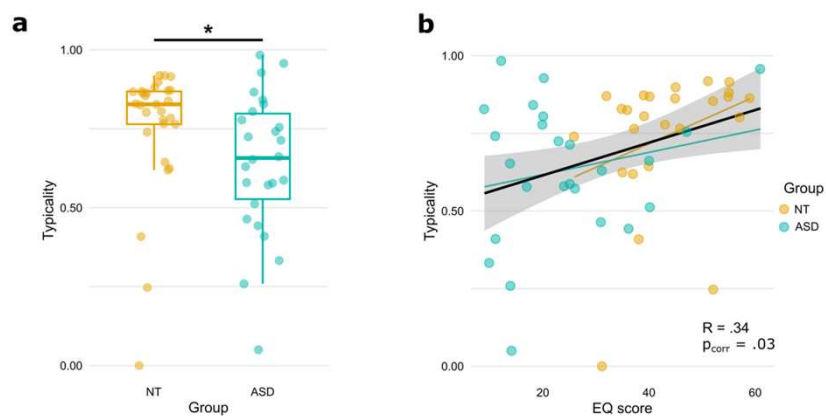 a
*
1.00
0.50
0.00
Typicality
NT
ASD
Group
b
1.00
0.50
0.00
Typicality
20
40
60
EQ score
R = .34
pcorr = .03
Group
NT
ASD